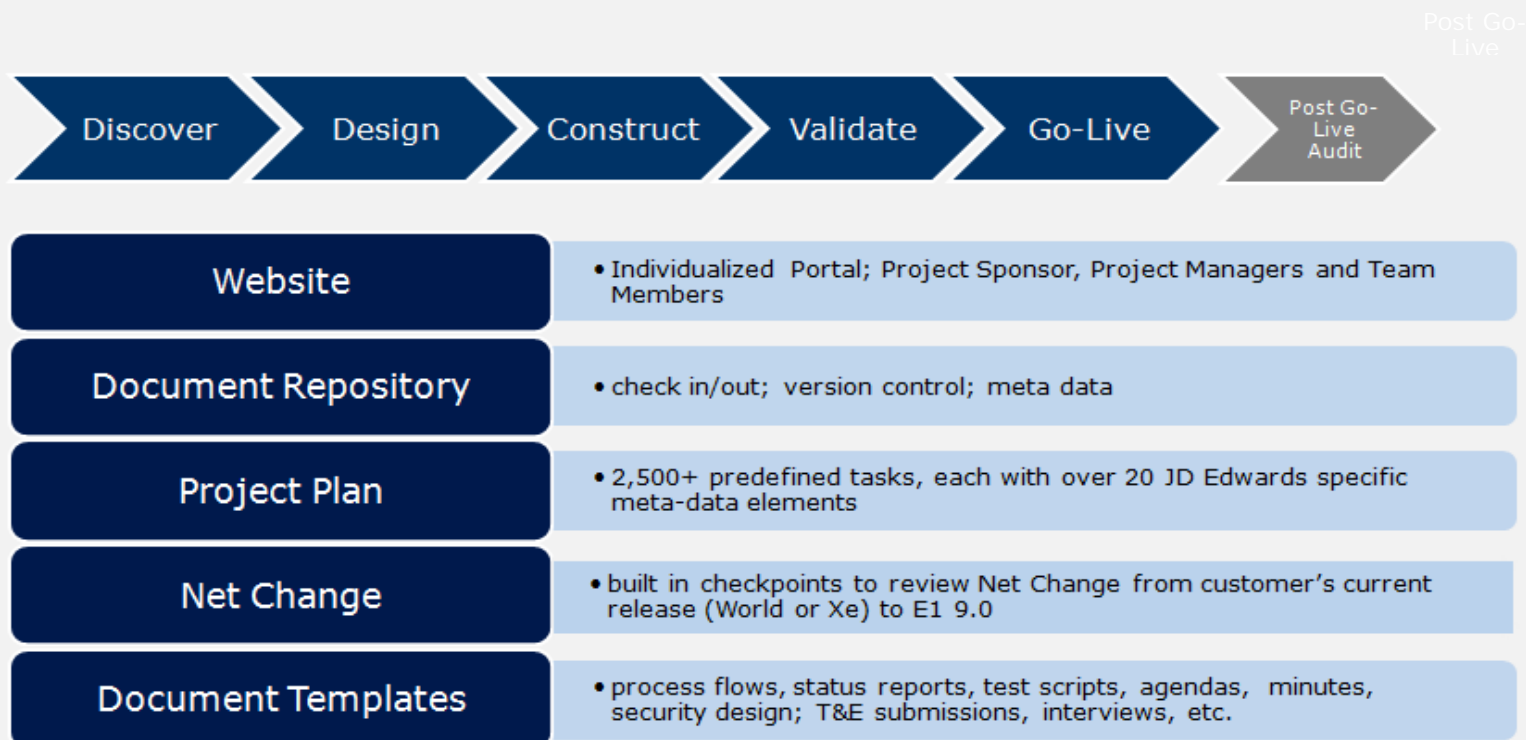 Post Go-
Live
Discover
Design
Construct
Validate
Go-Live
Post Go-
Live
Audit
Website
• Individualized Portal; Project Sponsor, Project Managers and Team
Members
Document Repository
• check in/out; version control; meta data
Project Plan
• 2,500+ predefined tasks, each with over 20 JD Edwards specific
meta-data elements
Net Change
• built in checkpoints to review Net Change from customer's current
release (World or Xe) to E1 9.0
Document Templates
• process flows, status reports, test scripts, agendas, minutes,
security design; T&E submissions, interviews, etc.